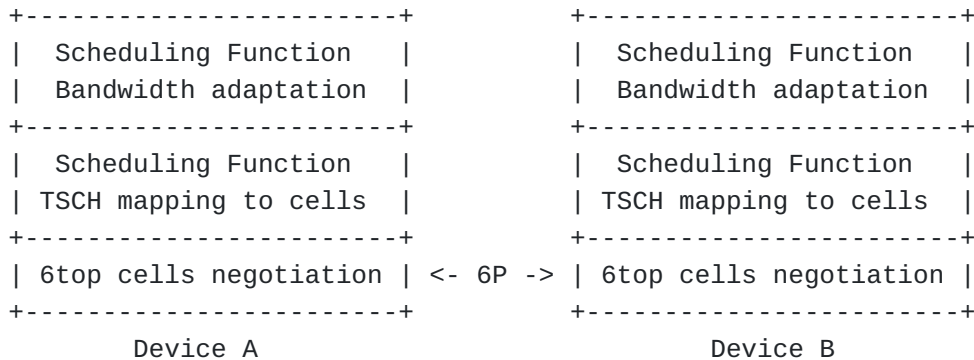 +-------------------------+          +-------------------------+
|  Scheduling Function    |          |  Scheduling Function    |
|  Bandwidth adaptation   |          |  Bandwidth adaptation   |
+-------------------------+          +-------------------------+
|  Scheduling Function    |          |  Scheduling Function    |
| TSCH mapping to cells   |          | TSCH mapping to cells   |
+-------------------------+          +-------------------------+
| 6top cells negotiation  | <- 6P -> | 6top cells negotiation  |
+-------------------------+          +-------------------------+
        Device A                             Device B